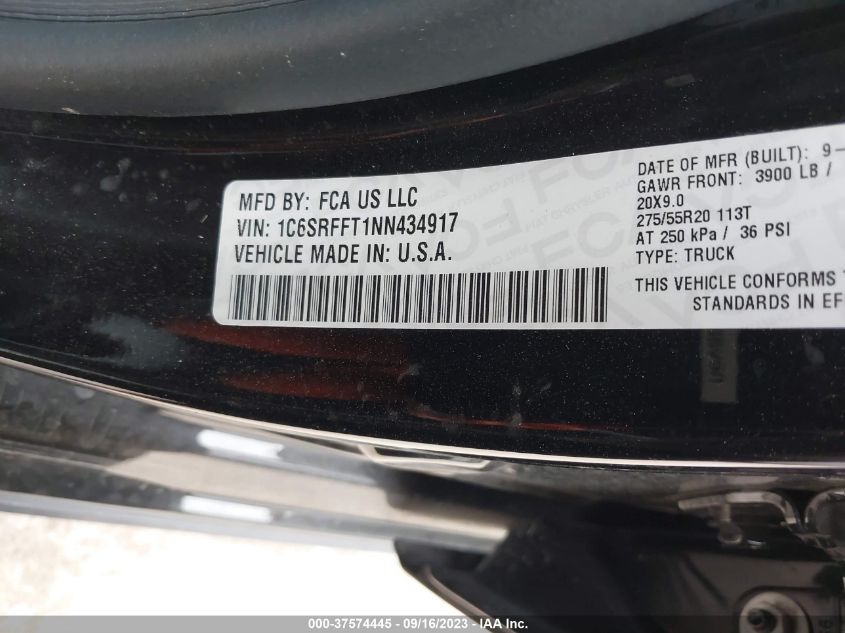 MFD BY: FCA US LLC
VIN: 1C6SRFFT1NN434917
VEHICLE MADE IN: U.S.A.
DATE OF MFR (BUILT): 9-
GAWR FRONT: 3900 LB /
20X9.0
275/55R20 113T
AT 250 kPa / 36 PSI
TYPE: TRUCK
THIS VEHICLE CONFORMS
STANDARDS IN EF
000-37574445 - 09/16/2023 - IAAI.com